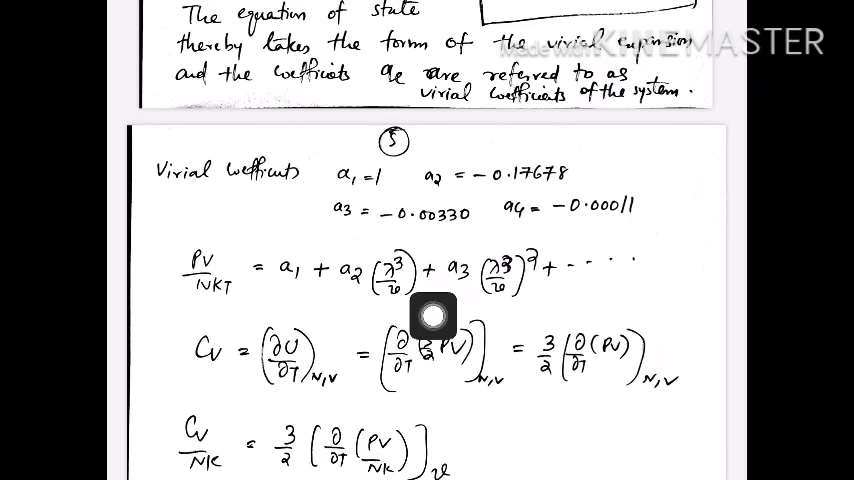 The equation of state
thereby takes the form of the virial expansion
Made with KINEMASTER
and the coefficients aₑ are referred to as
virial coefficients of the system.
5
Virial coefficients a₁ = 1 a₂ = -0.17678
a₃ = -0.00330 a₄ = -0.00011
PV/NKT = a₁ + a₂ (λ³/v) + a₃ (λ³/v)² + - - - -
Cv = (∂U/∂T)N,V = [∂/∂T (3/2 PV)]N,V = 3/2 (∂/∂T (PV))N,V
Cv/NK = 3/2 [∂/∂T (PV/NK)]v